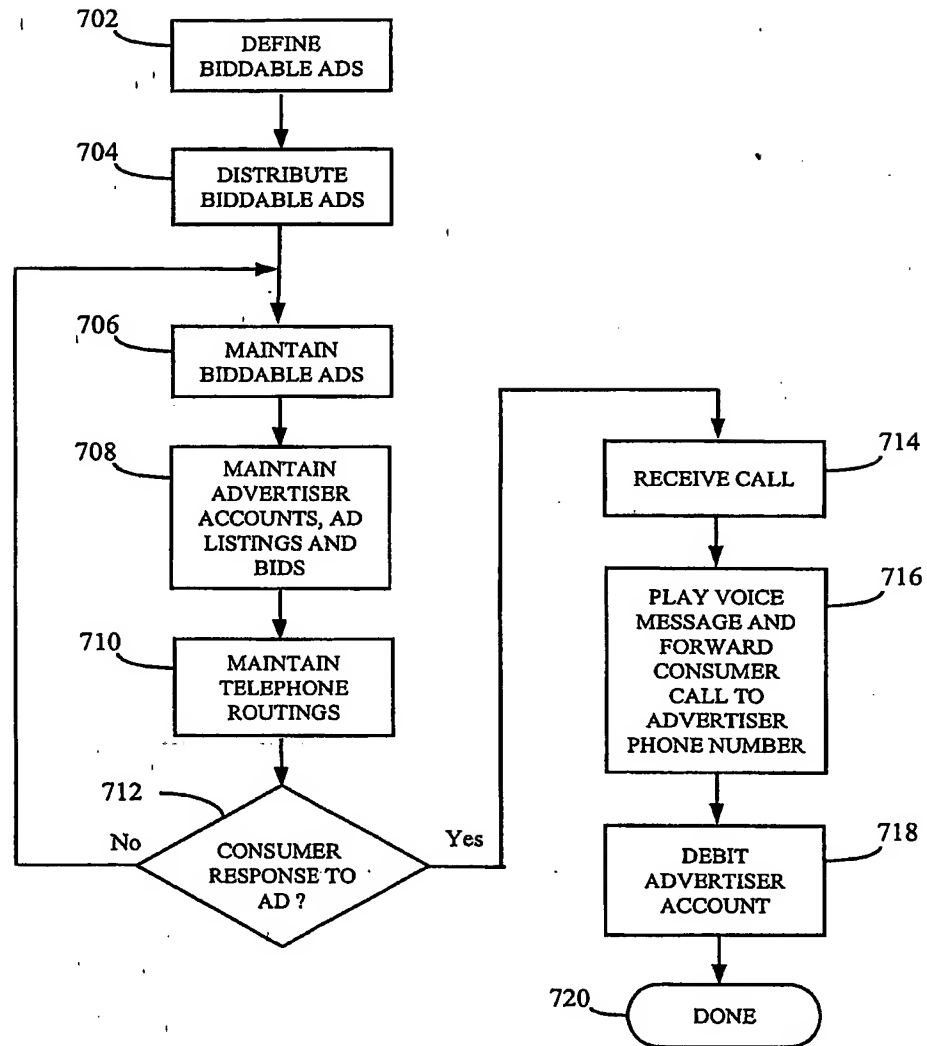 702
DEFINE
BIDDABLE ADS
704
DISTRIBUTE
BIDDABLE ADS
706
MAINTAIN
BIDDABLE ADS
708
MAINTAIN
ADVERTISER
ACCOUNTS, AD
LISTINGS AND
BIDS
710
MAINTAIN
TELEPHONE
ROUTINGS
712
No
Yes
CONSUMER
RESPONSE TO
AD ?
714
RECEIVE CALL
716
PLAY VOICE
MESSAGE AND
FORWARD
CONSUMER
CALL TO
ADVERTISER
PHONE NUMBER
718
DEBIT
ADVERTISER
ACCOUNT
720
DONE